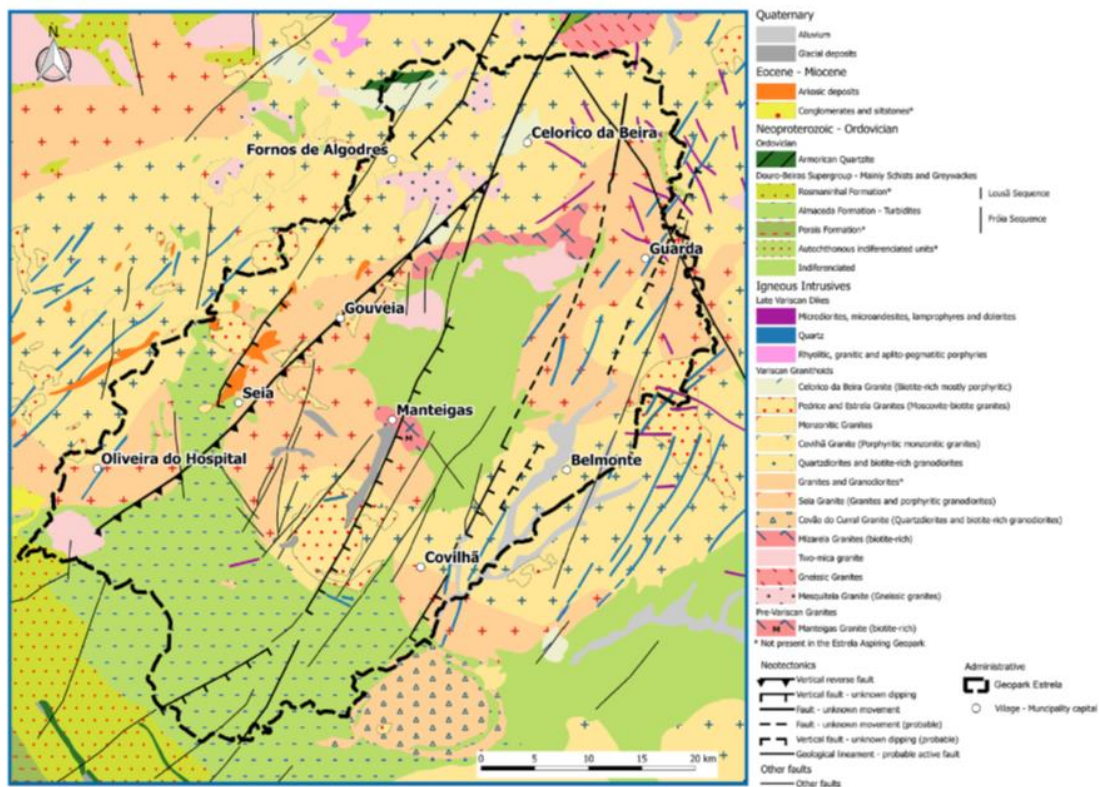 N
Celorico da Beira
Fornos de Algodres
Guarda
Gouveia
Seia
Manteigas
Oliveira do Hospital
Belmonte
Covilhã
0 5 10 15 20 km
Quaternary
Alluvium
Glacial deposits
Eocene - Miocene
Arkosic deposits
Conglomerates and siltstones*
Neoproterozoic - Ordovician
Ordovician
Armorican Quartzite
Douro-Beiras Supergroup - Mainly Schists and Greywackes
Rosmaninhal Formation*
Lousã Sequence
Almaceda Formation - Turbidites
Próia Sequence
Perais Formation*
Autochthonous indiferenciated units*
Indiferenciated
Igneous Intrusives
Late Variscan Dikes
Microdiorites, microandesites, lamprophyres and dolerites
Quartz
Rhyolitic, granitic and aplito-pegmatitic porphyries
Variscan Granithoids
Celorico da Beira Granite (Biotite-rich mostly porphyritic)
Pedrice and Estrela Granites (Moscovite-biotite granites)
Monzonitic Granites
Covilhã Granite (Porphyritic monzonitic granites)
Quartzdiorites and biotite-rich granodiorites
Granites and Granodiorites*
Seia Granite (Granites and porphyritic granodiorites)
Covão do Curral Granite (Quartzdiorites and biotite-rich granodiorites)
Mizarela Granites (biotite-rich)
Two-mica granite
Gneissic Granites
Mesquitela Granite (Gneissic granites)
Pre-Variscan Granites
M
Manteigas Granite (biotite-rich)
* Not present in the Estrela Aspiring Geopark
Neotectonics
Vertical reverse fault
Vertical fault - unknown dipping
Fault - unknown movement
Fault - unknown movement (probable)
Vertical fault - unknown dipping (probable)
Geological lineament - probable active fault
Other faults
Other faults
Administrative
Geopark Estrela
Village - Muncipality capital